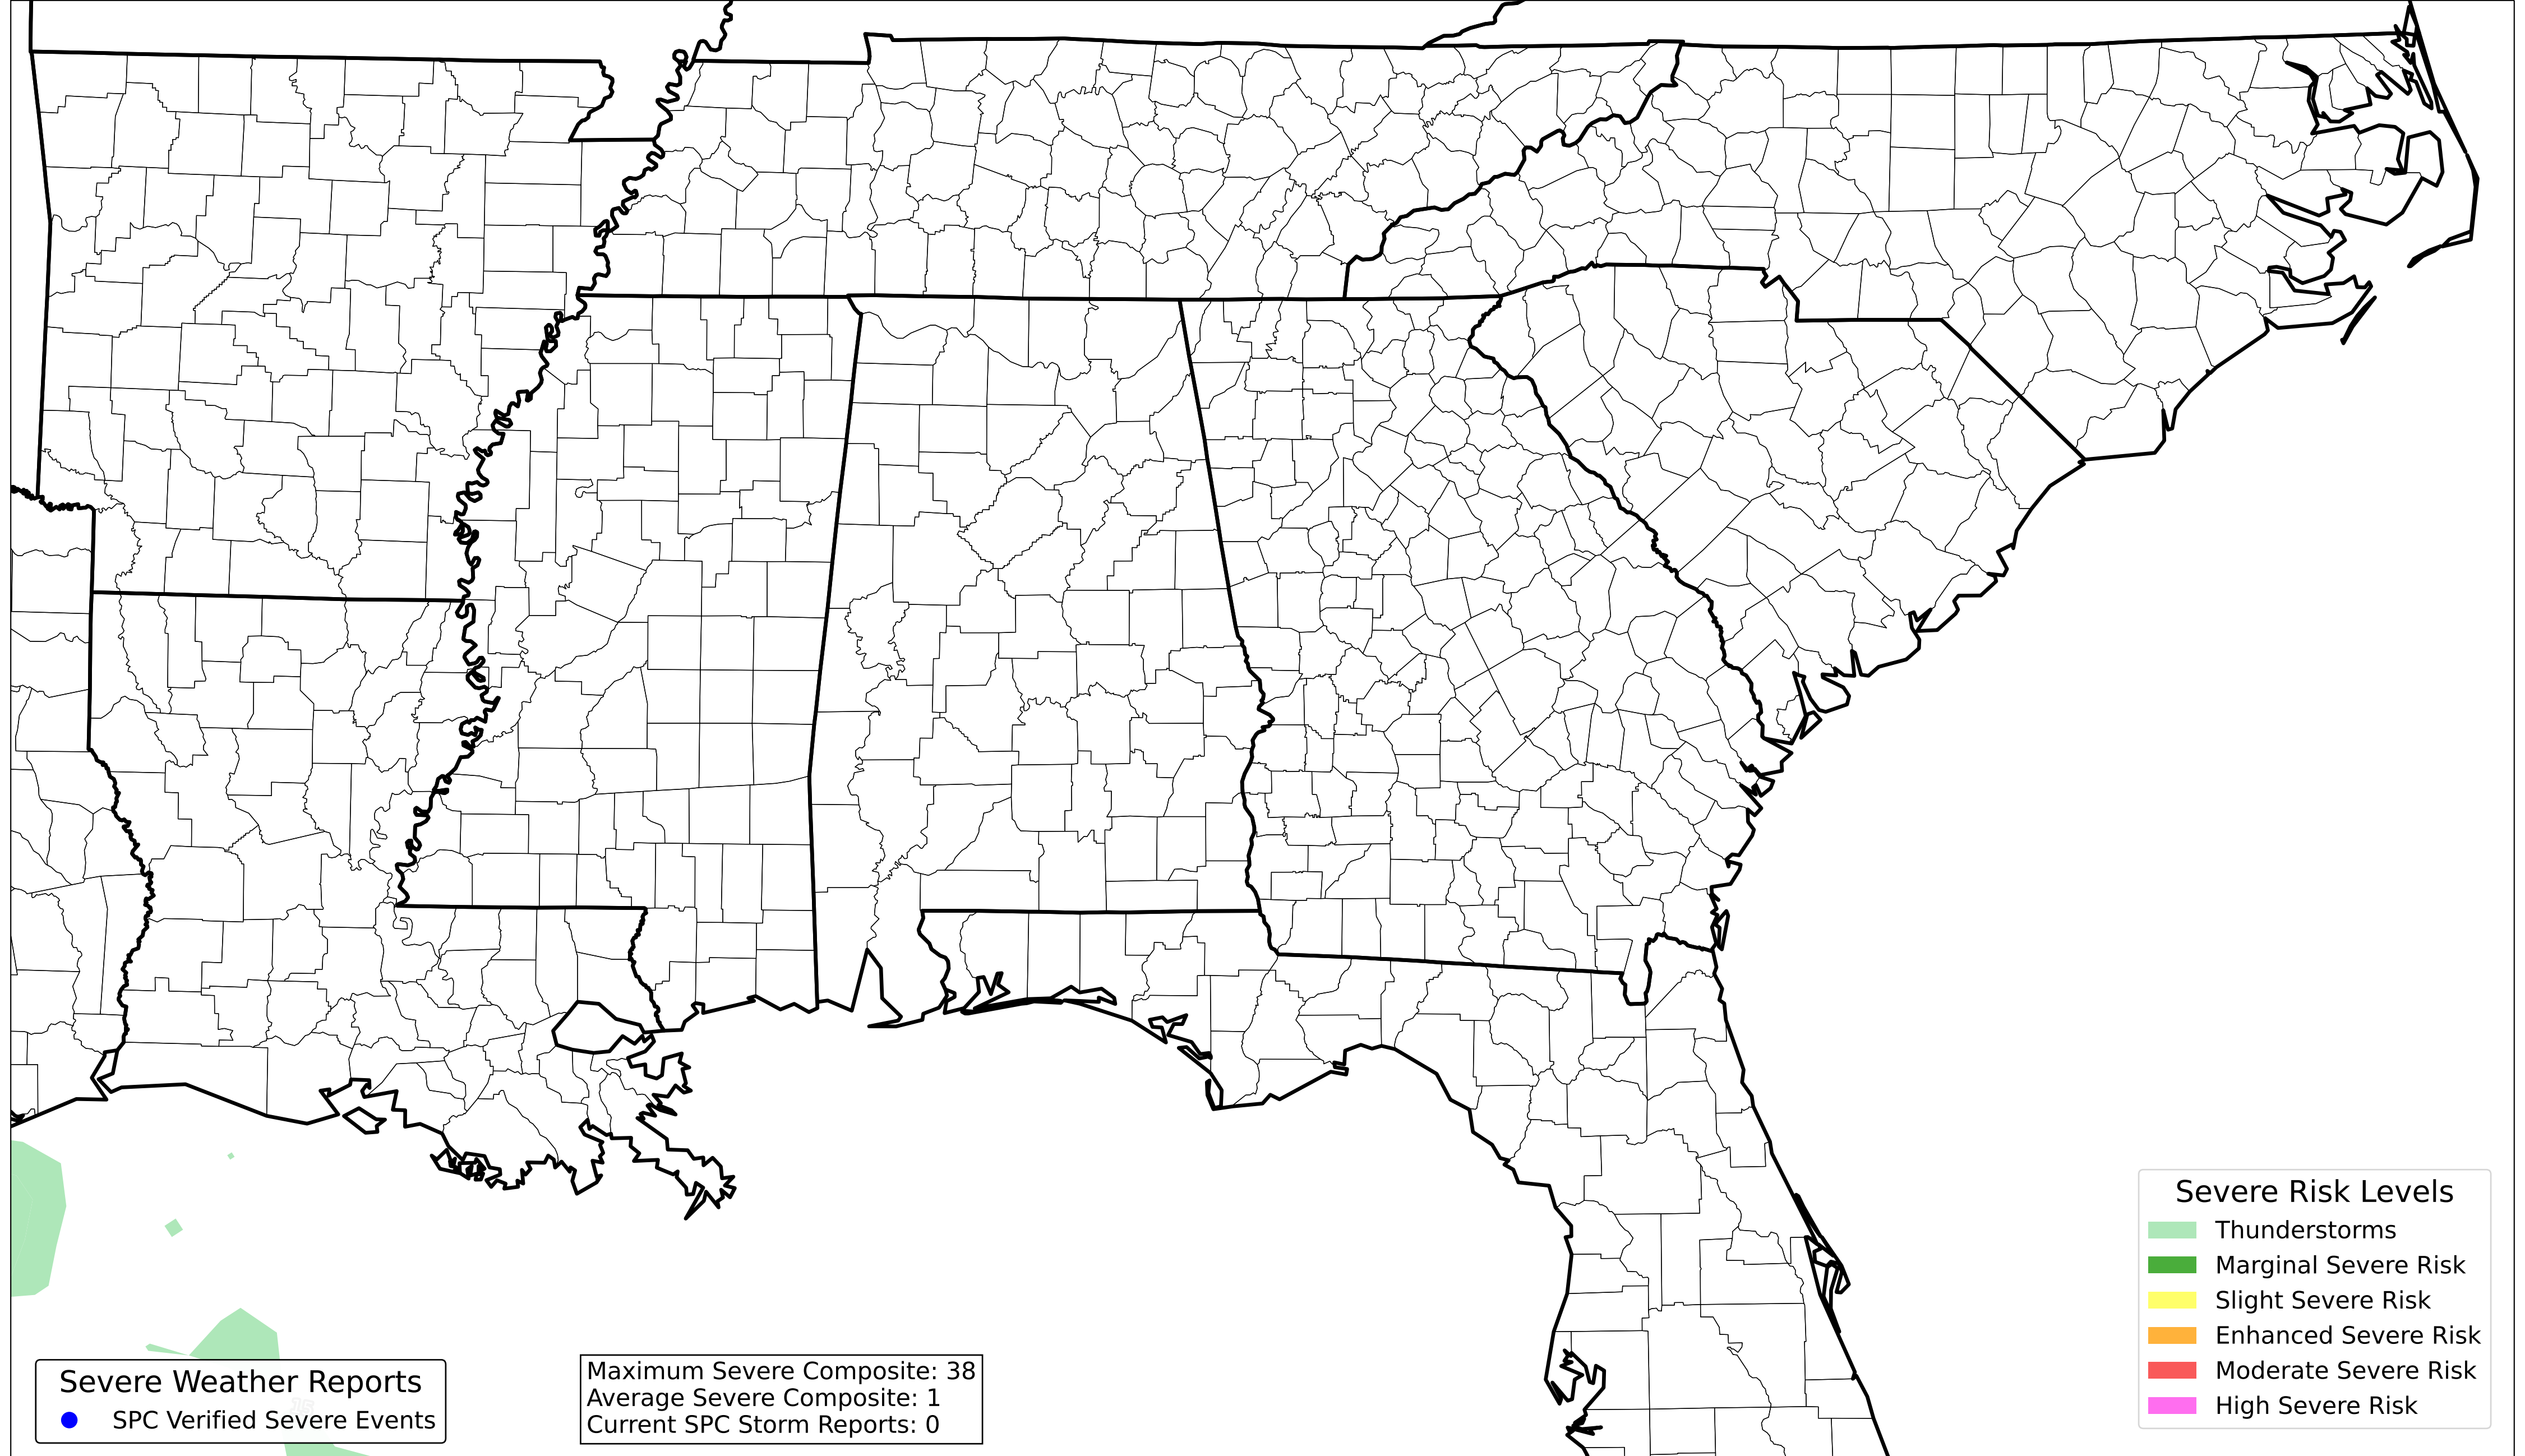 Severe Weather Reports
SPC Verified Severe Events
Maximum Severe Composite: 38
Average Severe Composite: 1
Current SPC Storm Reports: 0
Severe Risk Levels
Thunderstorms
Marginal Severe Risk
Slight Severe Risk
Enhanced Severe Risk
Moderate Severe Risk
High Severe Risk